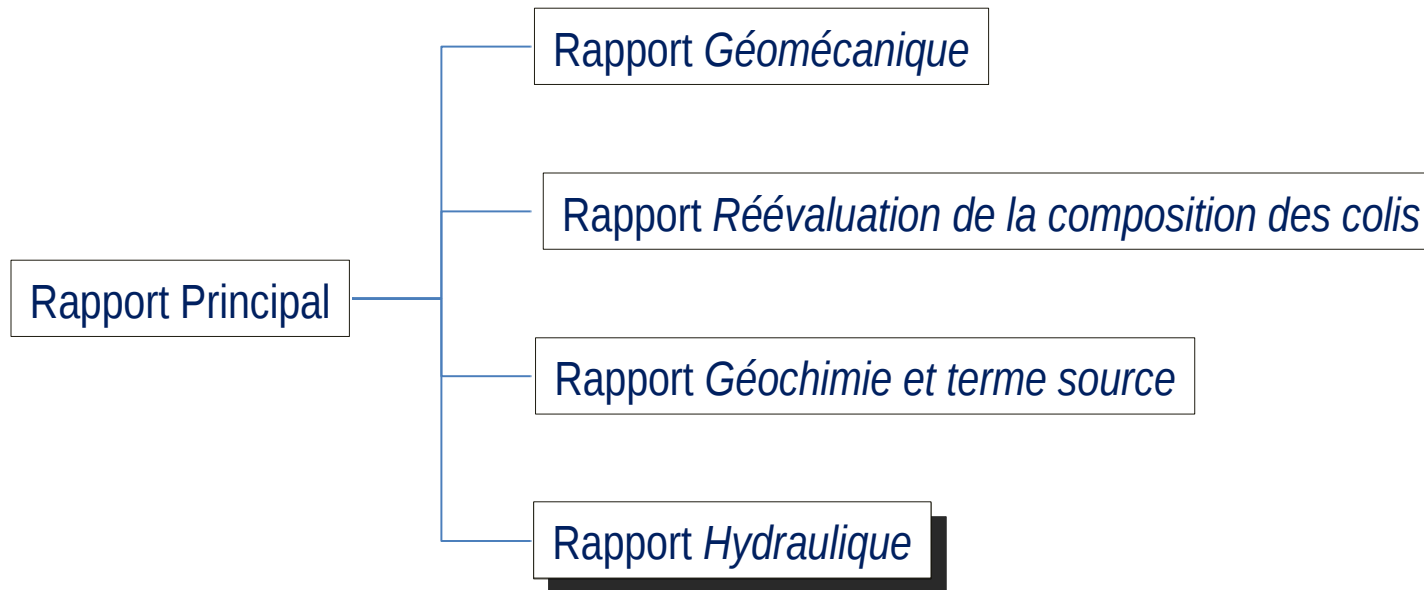 Rapport Géomécanique
Rapport Réévaluation de la composition des colis
Rapport Principal
Rapport Géochimie et terme source
Rapport Hydraulique